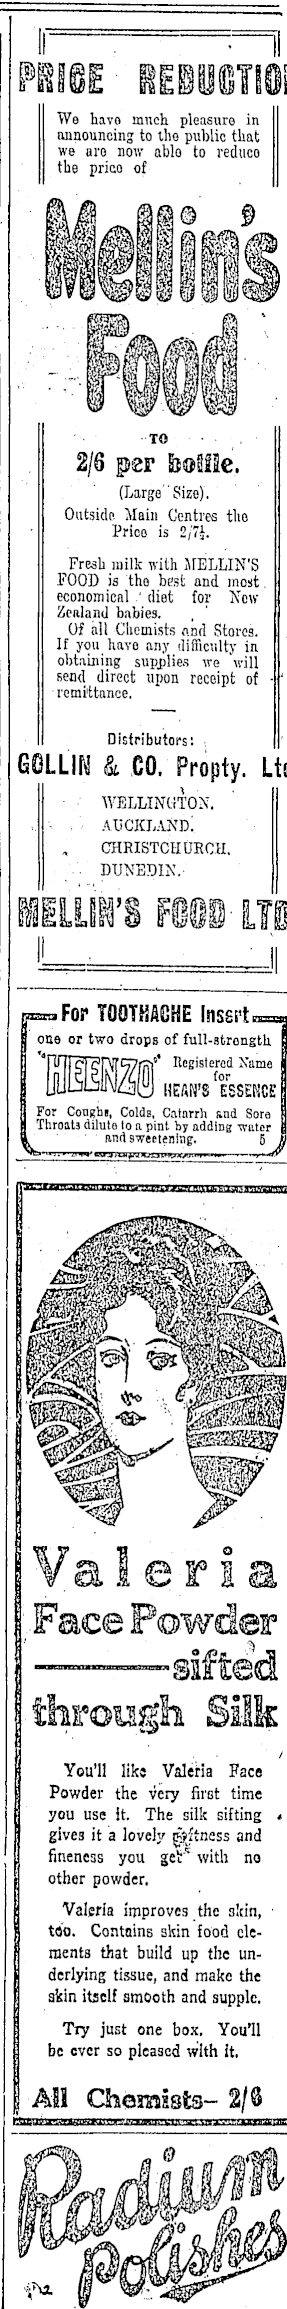 PRICE REDUCTIO
We have much pleasure in
announcing to the public that
we are now able to reduce
the price of
Mellin's
Food
TO
2/6 per bottle.
(Large Size).
Outside Main Centres the
Price is 2/7½.
Fresh milk with MELLIN'S
FOOD is the best and most
economical diet for New
Zealand babies.
Of all Chemists and Stores.
If you have any difficulty in
obtaining supplies we will
send direct upon receipt of
remittance.
Distributors:
GOLLIN & CO. Propty. Ltd
WELLINGTON.
AUCKLAND.
CHRISTCHURCH.
DUNEDIN.
MELLIN'S FOOD LTD
For TOOTHACHE Insert
one or two drops of full-strength
"HEENZO" Registered Name
for
HEAN'S ESSENCE
For Coughs, Colds, Catarrh and Sore
Throats dilute to a pint by adding water
and sweetening. 5
Valeria
Face Powder
—sifted
through Silk
You'll like Valeria Face
Powder the very first time
you use it. The silk sifting
gives it a lovely softness and
fineness you get with no
other powder.
Valeria improves the skin,
too. Contains skin food ele-
ments that build up the un-
derlying tissue, and make the
skin itself smooth and supple.
Try just one box. You'll
be ever so pleased with it.
All Chemists— 2/6
Radium
Polishes